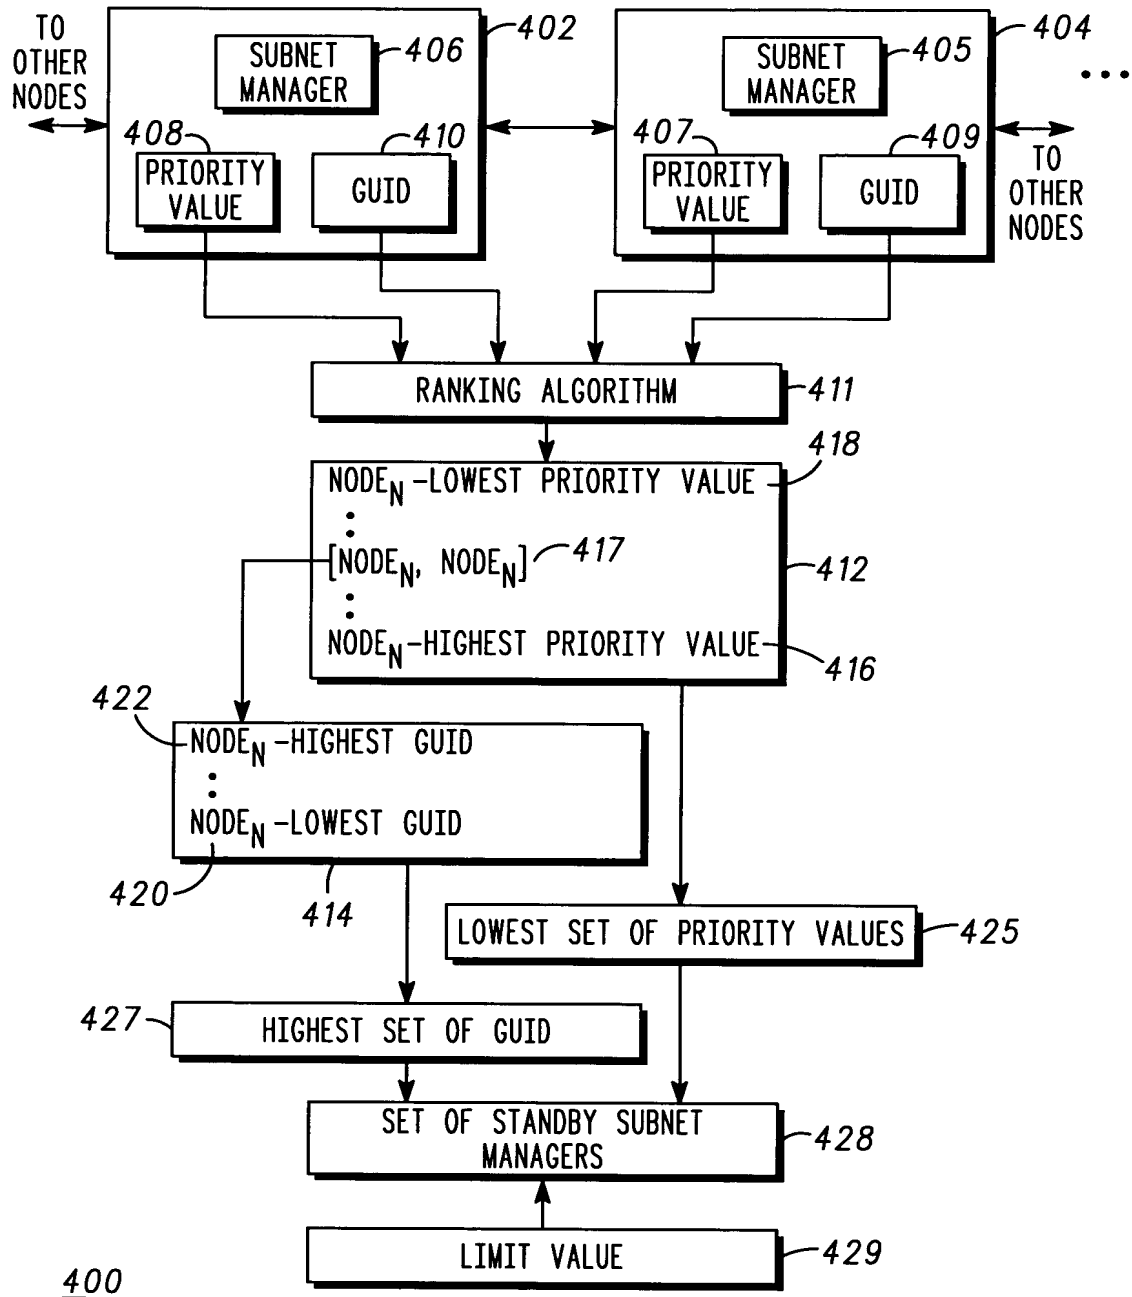 TO
OTHER
NODES
402
SUBNET
MANAGER
406
408
PRIORITY
VALUE
410
GUID
404
SUBNET
MANAGER
405
407
PRIORITY
VALUE
409
GUID
TO
OTHER
NODES
RANKING ALGORITHM
411
NODEN-LOWEST PRIORITY VALUE
418
[NODEN, NODEN]
417
412
NODEN-HIGHEST PRIORITY VALUE
416
422
NODEN-HIGHEST GUID
NODEN-LOWEST GUID
420
414
LOWEST SET OF PRIORITY VALUES
425
427
HIGHEST SET OF GUID
SET OF STANDBY SUBNET
MANAGERS
428
LIMIT VALUE
429
400